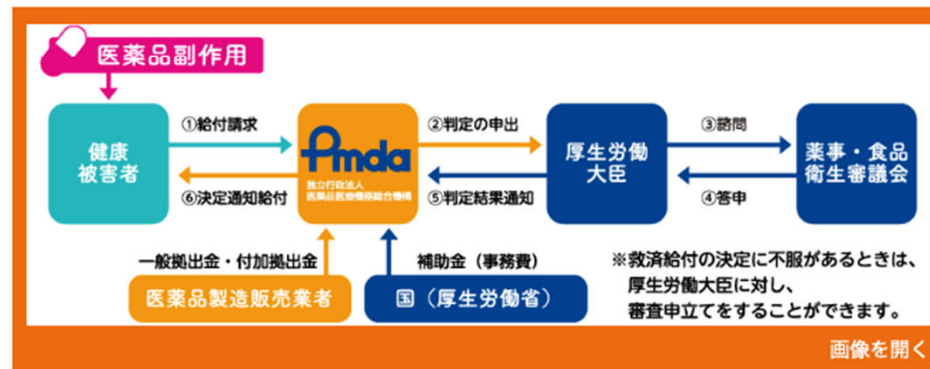 医薬品副作用
健康
被害者
①給付請求
⑥決定通知給付
Pmda
独立行政法人
医薬品医療機器総合機構
②判定の申出
⑤判定結果通知
厚生労働
大臣
③諮問
④答申
薬事・食品
衛生審議会
一般拠出金・付加拠出金
医薬品製造販売業者
補助金（事務費）
国（厚生労働省）
※救済給付の決定に不服があるときは、
厚生労働大臣に対し、
審査申立てをすることができます。
画像を開く